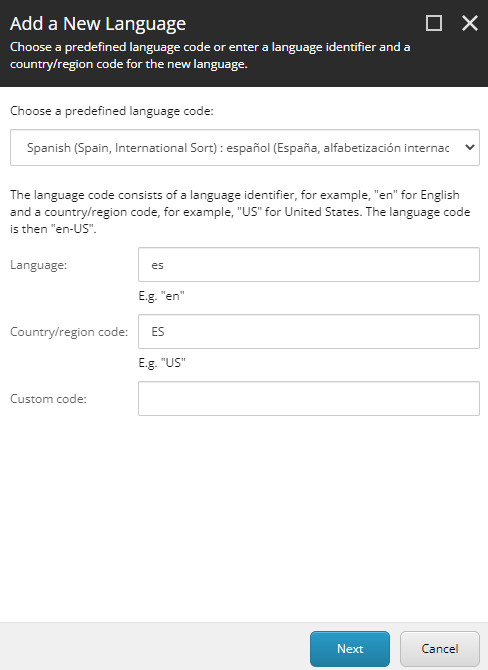 Add a New Language
Choose a predefined language code or enter a language identifier and a
country/region code for the new language.
Choose a predefined language code:
Spanish (Spain, International Sort) : español (España, alfabetización internac
The language code consists of a language identifier, for example, "en" for English
and a country/region code, for example, "US" for United States. The language code
is then "en-US".
Language:
es
E.g. "en"
Country/region code:
ES
E.g. "US"
Custom code:
Next
Cancel